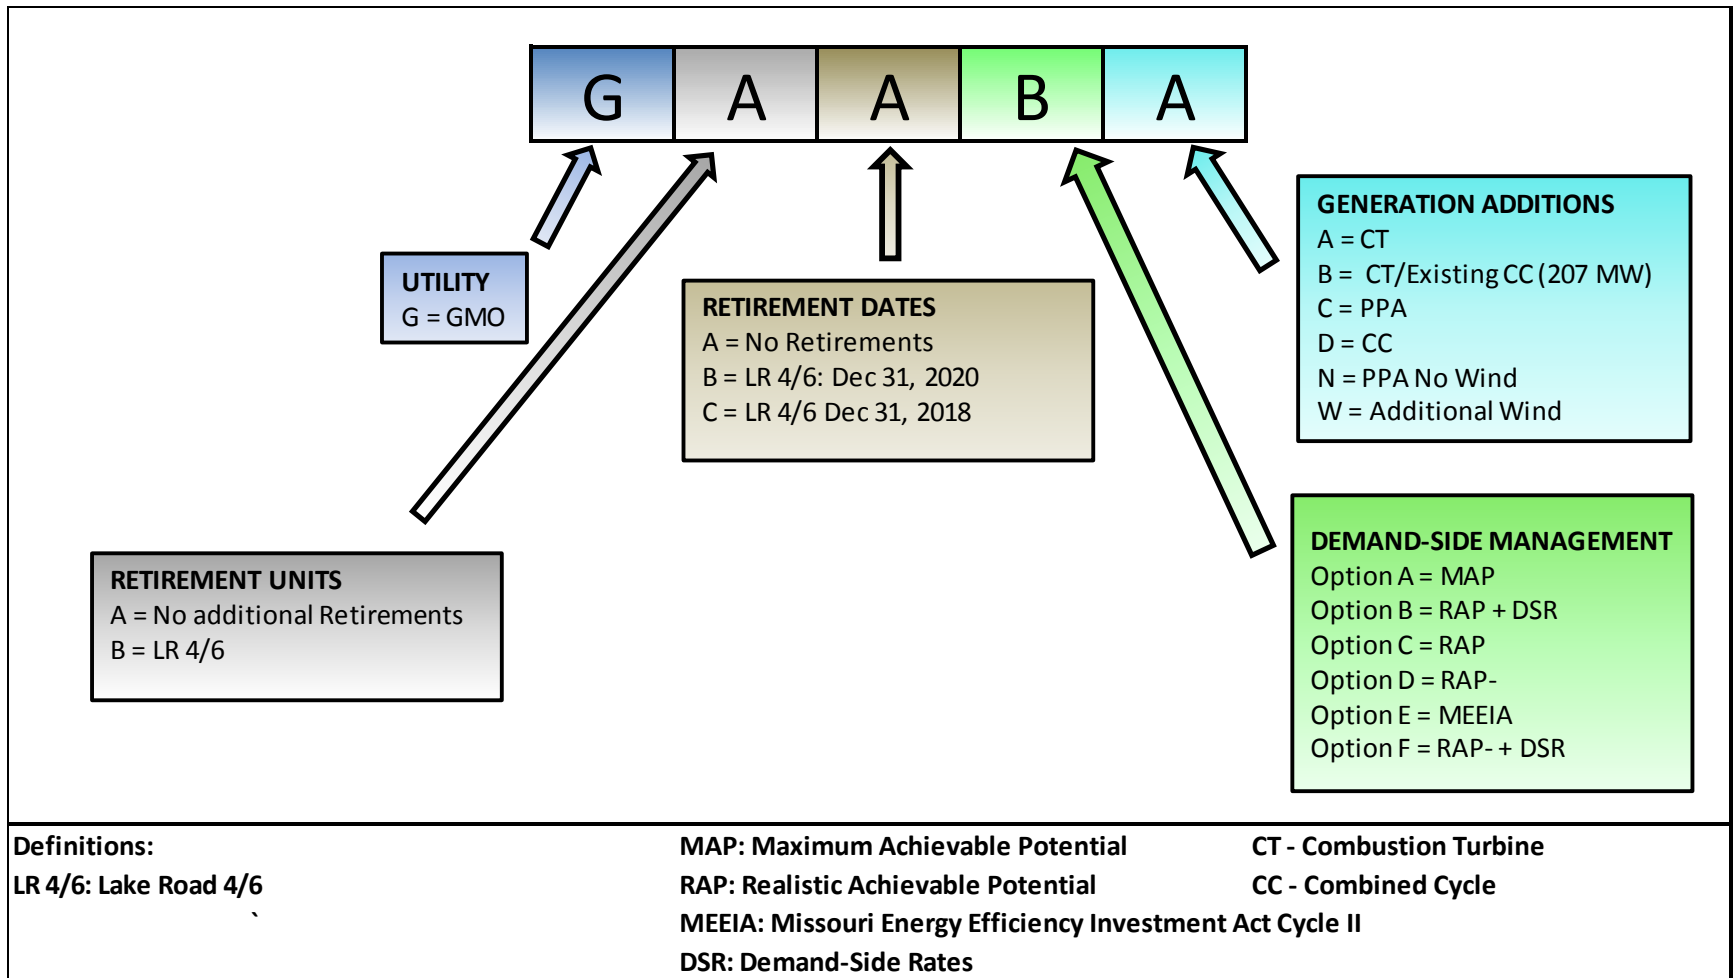 G A A B A
UTILITY
G = GMO
RETIREMENT UNITS
A = No additional Retirements
B = LR 4/6
RETIREMENT DATES
A = No Retirements
B = LR 4/6: Dec 31, 2020
C = LR 4/6 Dec 31, 2018
GENERATION ADDITIONS
A = CT
B = CT/Existing CC (207 MW)
C = PPA
D = CC
N = PPA No Wind
W = Additional Wind
DEMAND-SIDE MANAGEMENT
Option A = MAP
Option B = RAP + DSR
Option C = RAP
Option D = RAP-
Option E = MEEIA
Option F = RAP- + DSR
Definitions:
LR 4/6: Lake Road 4/6
`
MAP: Maximum Achievable Potential
RAP: Realistic Achievable Potential
MEEIA: Missouri Energy Efficiency Investment Act Cycle II
DSR: Demand-Side Rates
CT - Combustion Turbine
CC - Combined Cycle